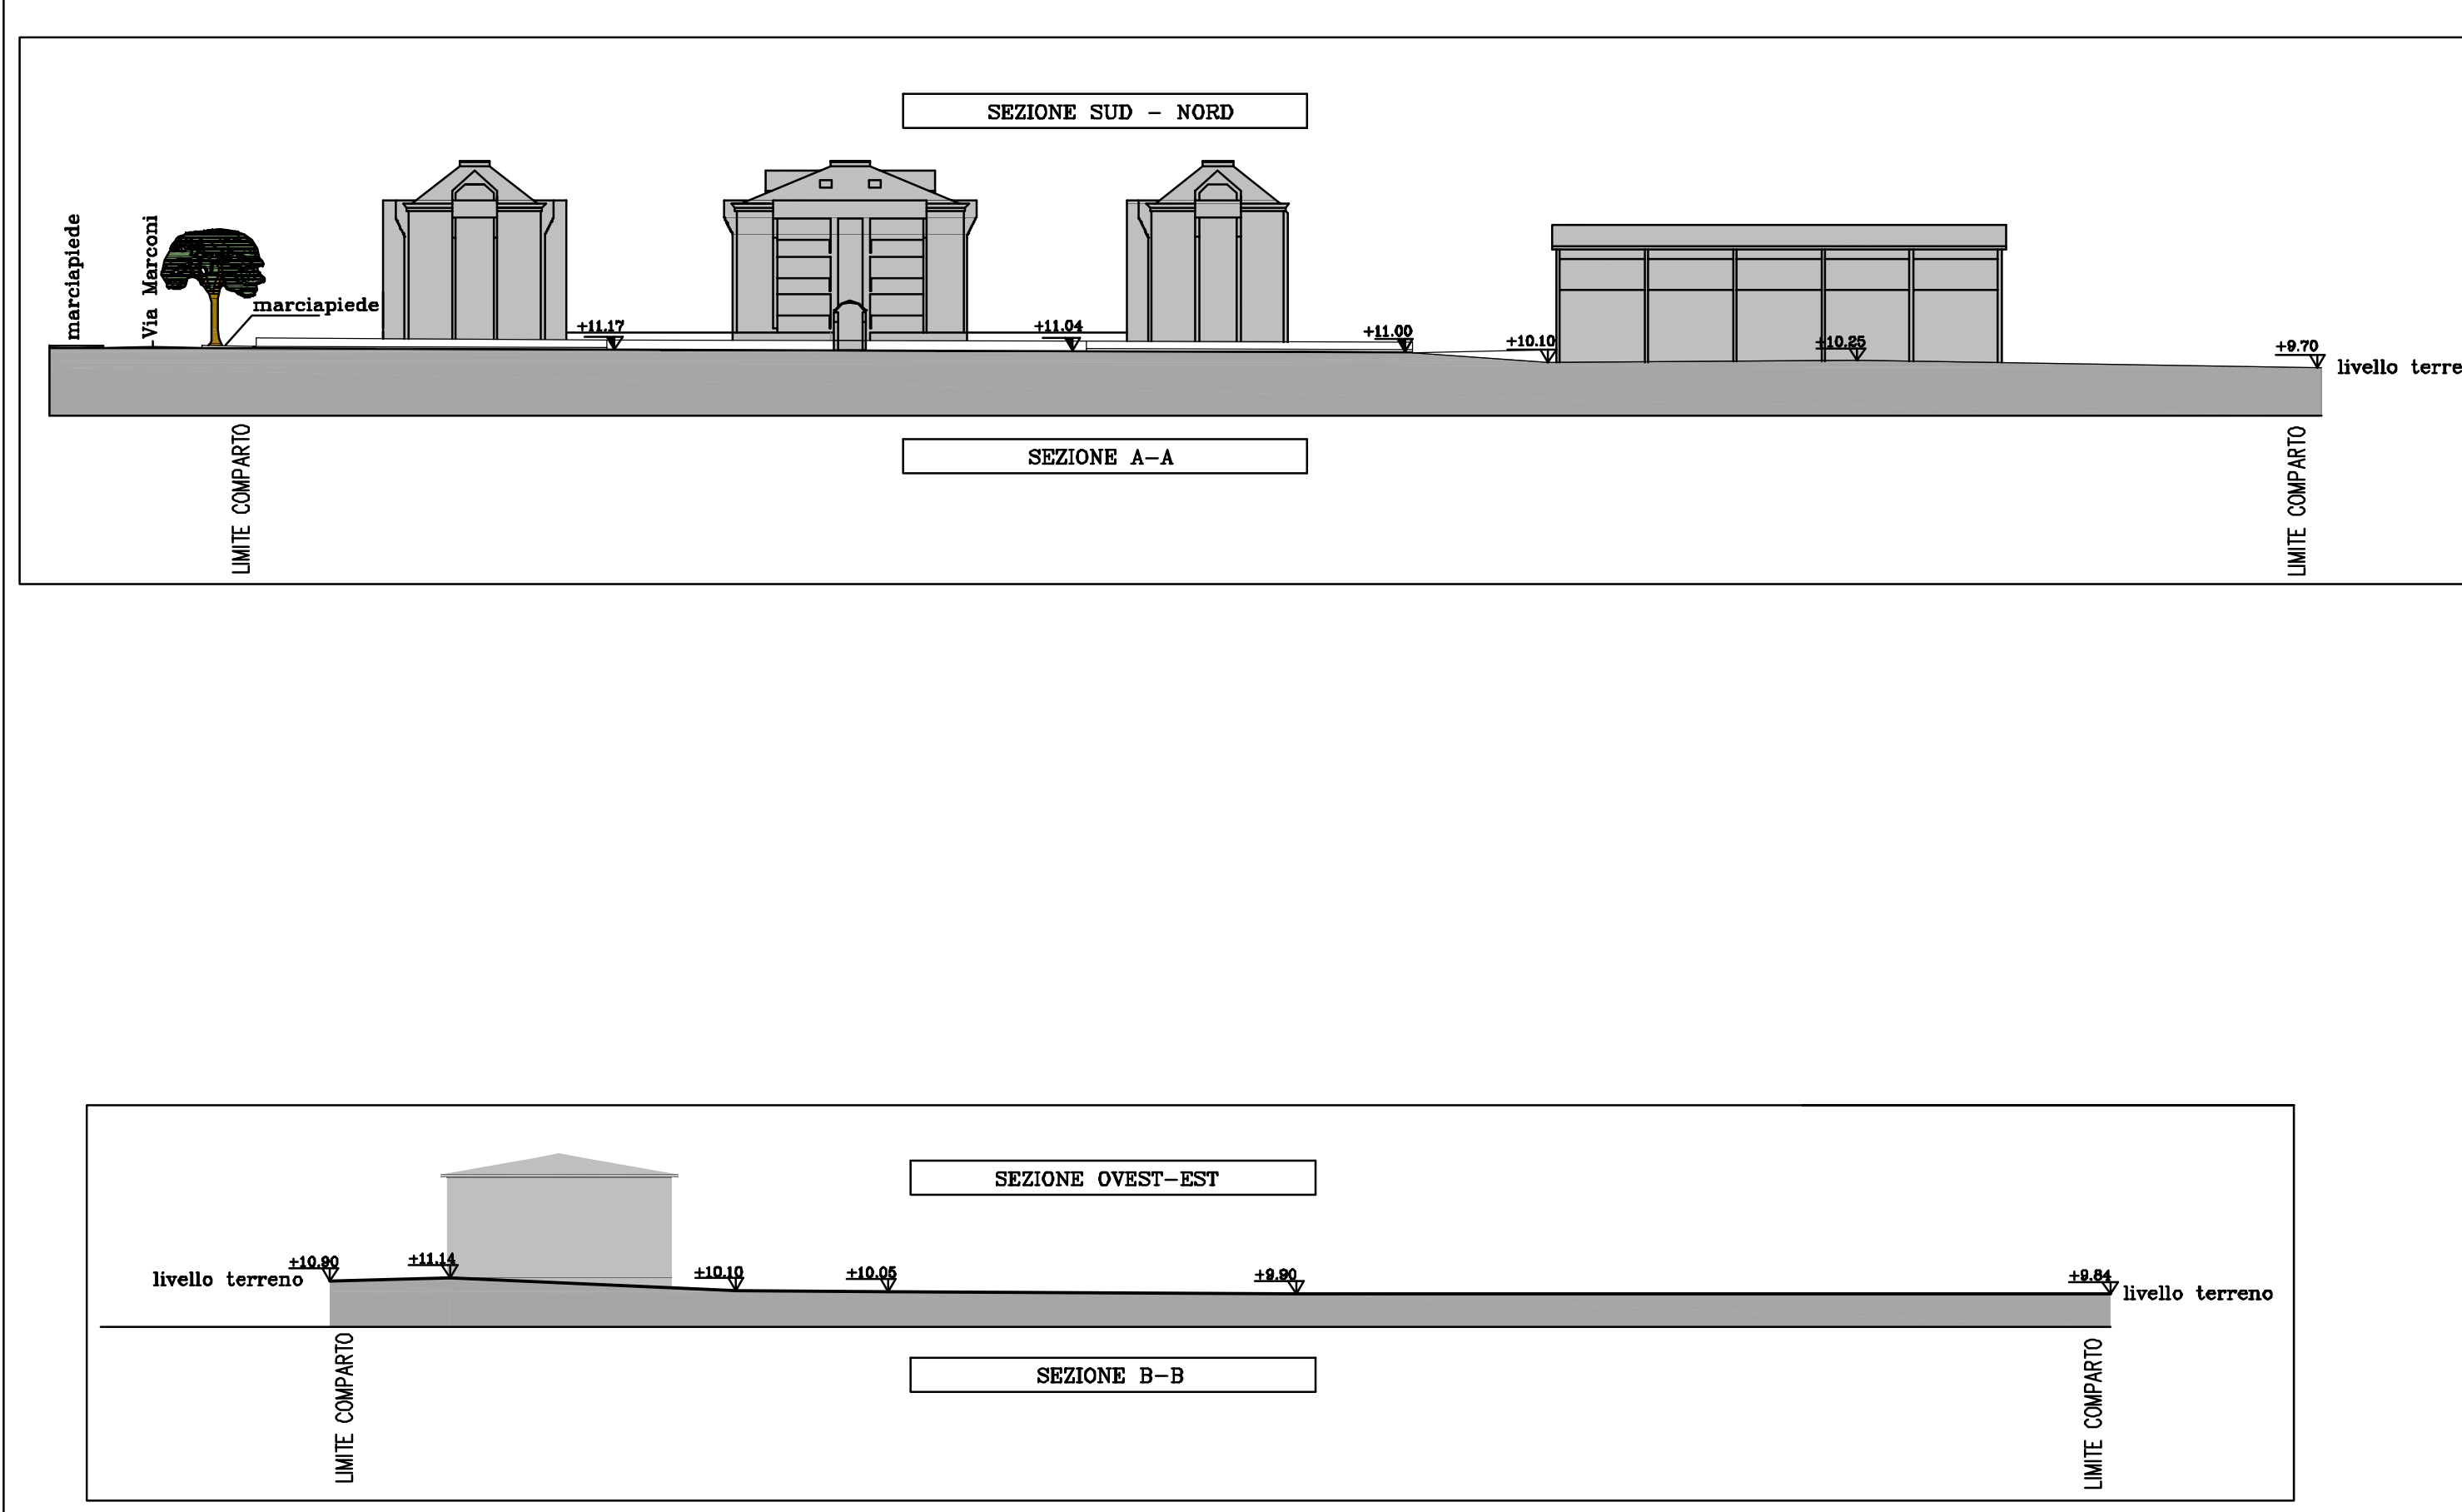 SEZIONE SUD - NORD
marciapiede
Via Marconi
marciapiede
+11.17
+11.04
+11.00
+10.10
+10.25
+9.70
livello terre
SEZIONE A-A
LIMITE COMPARTO
LIMITE COMPARTO
SEZIONE OVEST-EST
livello terreno
+10.90
+11.14
+10.10
+10.05
+9.90
+9.84
livello terreno
SEZIONE B-B
LIMITE COMPARTO
LIMITE COMPARTO